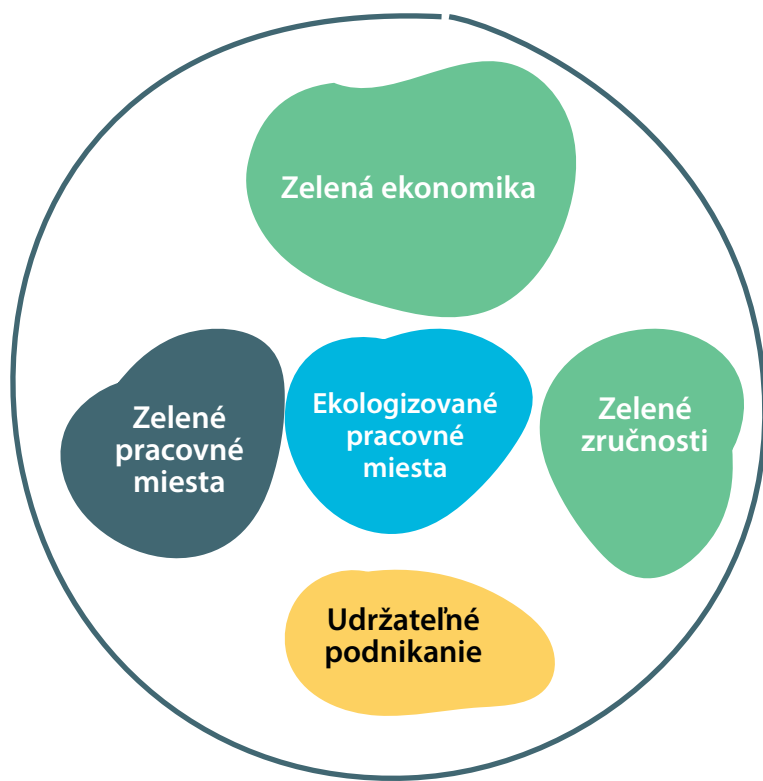 Zelená ekonomika
Zelené
pracovné
miesta
Ekologizované
pracovné
miesta
Zelené
zručnosti
Udržateľné
podnikanie